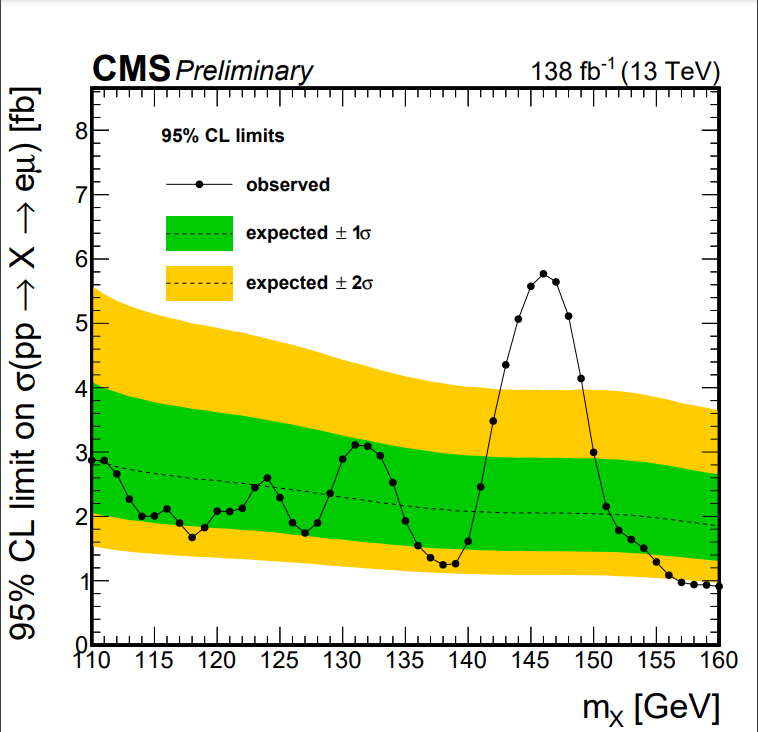 CMS Preliminary 138 fb⁻¹ (13 TeV)
95% CL limit on σ(pp → X → eμ) [fb]
95% CL limits
observed
expected ± 1σ
expected ± 2σ
8
7
6
5
4
3
2
1
0
110 115 120 125 130 135 140 145 150 155 160
m_X [GeV]